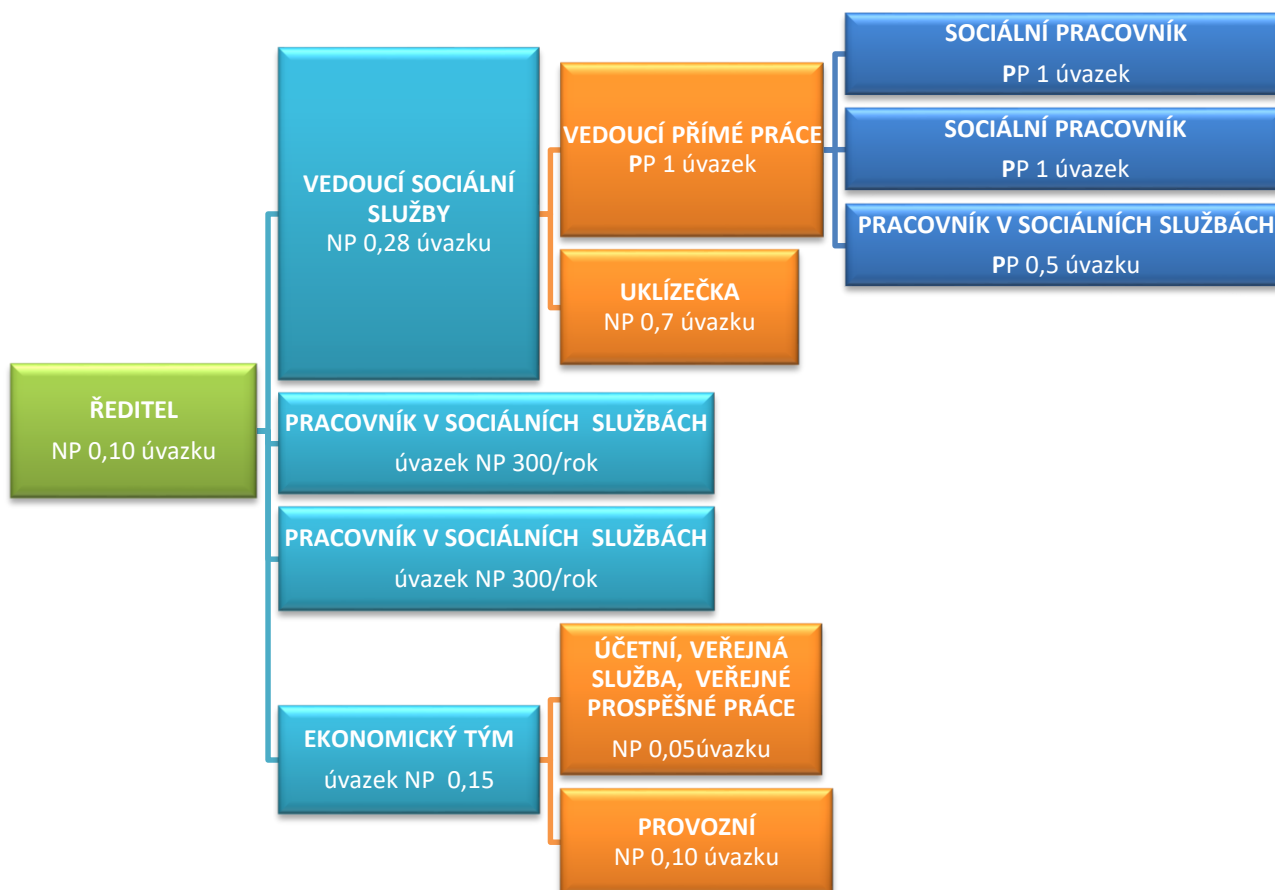 ŘEDITEL
NP 0,10 úvazku
VEDOUCÍ SOCIÁLNÍ
SLUŽBY
NP 0,28 úvazku
VEDOUCÍ PŘÍMÉ PRÁCE
PP 1 úvazek
SOCIÁLNÍ PRACOVNÍK
PP 1 úvazek
SOCIÁLNÍ PRACOVNÍK
PP 1 úvazek
PRACOVNÍK V SOCIÁLNÍCH SLUŽBÁCH
PP 0,5 úvazku
UKLÍZEČKA
NP 0,7 úvazku
PRACOVNÍK V SOCIÁLNÍCH  SLUŽBÁCH
úvazek NP 300/rok
PRACOVNÍK V SOCIÁLNÍCH  SLUŽBÁCH
úvazek NP 300/rok
EKONOMICKÝ TÝM
úvazek NP  0,15
ÚČETNÍ, VEŘEJNÁ
SLUŽBA,  VEŘEJNÉ
PROSPĚŠNÉ PRÁCE
NP 0,05úvazku
PROVOZNÍ
NP 0,10 úvazku